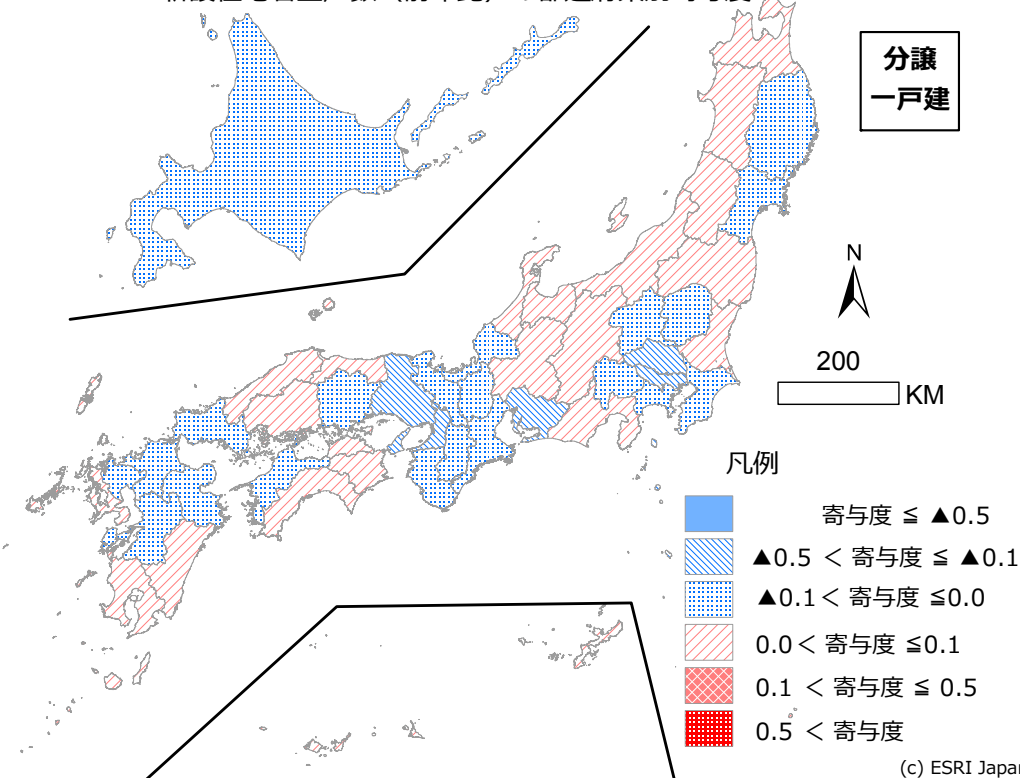 分譲
一戸建
N
200
KM
凡例
寄与度 ≦ ▲0.5
▲0.5 < 寄与度 ≦ ▲0.1
▲0.1< 寄与度 ≦0.0
0.0< 寄与度 ≦0.1
0.1 < 寄与度 ≦ 0.5
0.5 < 寄与度
(c) ESRI Japan